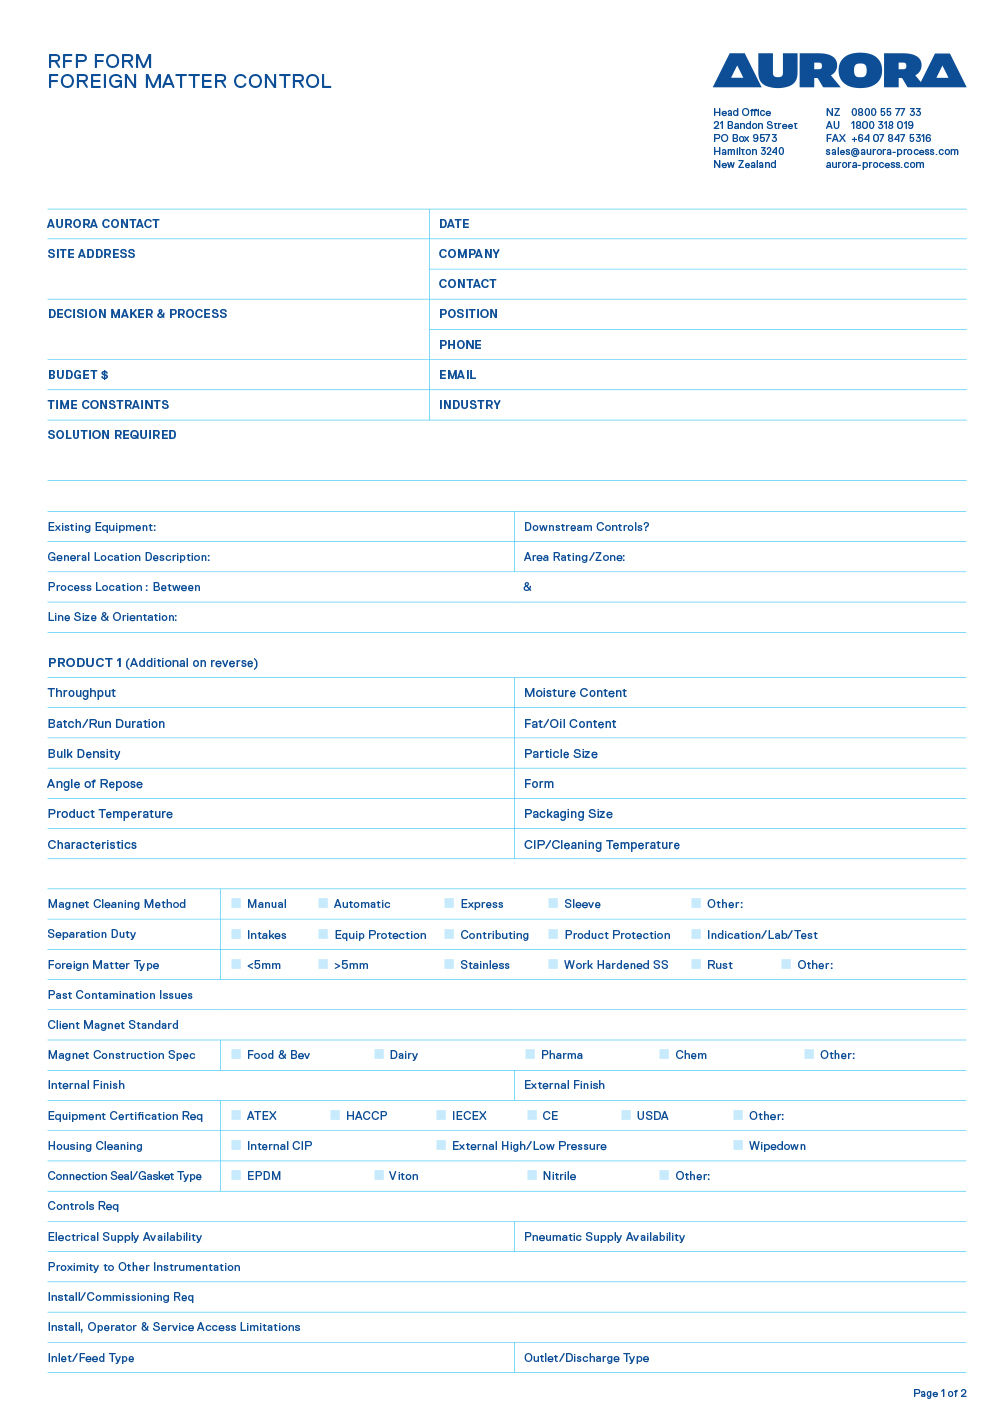 RFP FORM
FOREIGN MATTER CONTROL
AURORA
Head Office
21 Bandon Street
PO Box 9573
Hamilton 3240
New Zealand
NZ 0800 55 77 33
AU 1800 318 019
FAX +64 07 847 5316
sales@aurora-process.com
aurora-process.com
AURORA CONTACT DATE
SITE ADDRESS COMPANY
CONTACT
DECISION MAKER & PROCESS POSITION
PHONE
BUDGET $ EMAIL
TIME CONSTRAINTS INDUSTRY
SOLUTION REQUIRED
Existing Equipment: Downstream Controls?
General Location Description: Area Rating/Zone:
Process Location : Between &
Line Size & Orientation:
PRODUCT 1 (Additional on reverse)
Throughput Moisture Content
Batch/Run Duration Fat/Oil Content
Bulk Density Particle Size
Angle of Repose Form
Product Temperature Packaging Size
Characteristics CIP/Cleaning Temperature
Magnet Cleaning Method Manual Automatic Express Sleeve Other:
Separation Duty Intakes Equip Protection Contributing Product Protection Indication/Lab/Test
Foreign Matter Type <5mm >5mm Stainless Work Hardened SS Rust Other:
Past Contamination Issues
Client Magnet Standard
Magnet Construction Spec Food & Bev Dairy Pharma Chem Other:
Internal Finish External Finish
Equipment Certification Req ATEX HACCP IECEX CE USDA Other:
Housing Cleaning Internal CIP External High/Low Pressure Wipedown
Connection Seal/Gasket Type EPDM Viton Nitrile Other:
Controls Req
Electrical Supply Availability Pneumatic Supply Availability
Proximity to Other Instrumentation
Install/Commissioning Req
Install, Operator & Service Access Limitations
Inlet/Feed Type Outlet/Discharge Type
Page 1 of 2